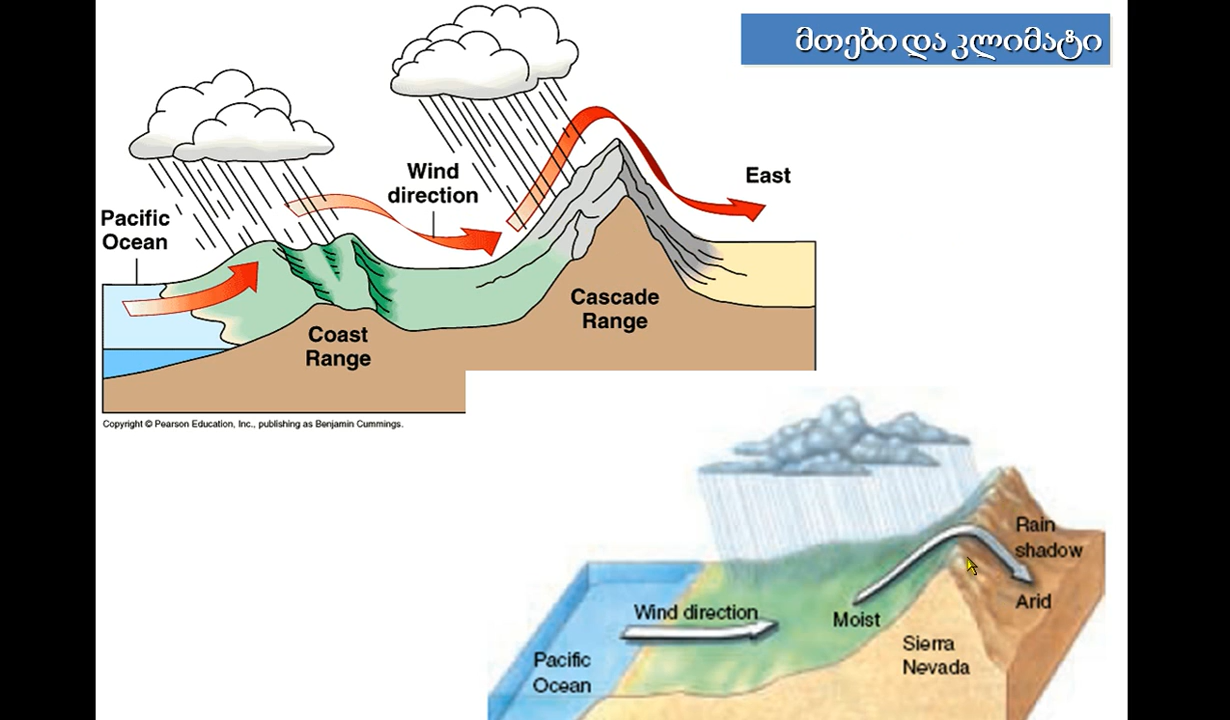 მთები და კლიმატი
Wind
direction
East
Pacific
Ocean
Cascade
Range
Coast
Range
Copyright © Pearson Education, Inc., publishing as Benjamin Cummings.
Rain
shadow
Arid
Wind direction
Moist
Sierra
Nevada
Pacific
Ocean